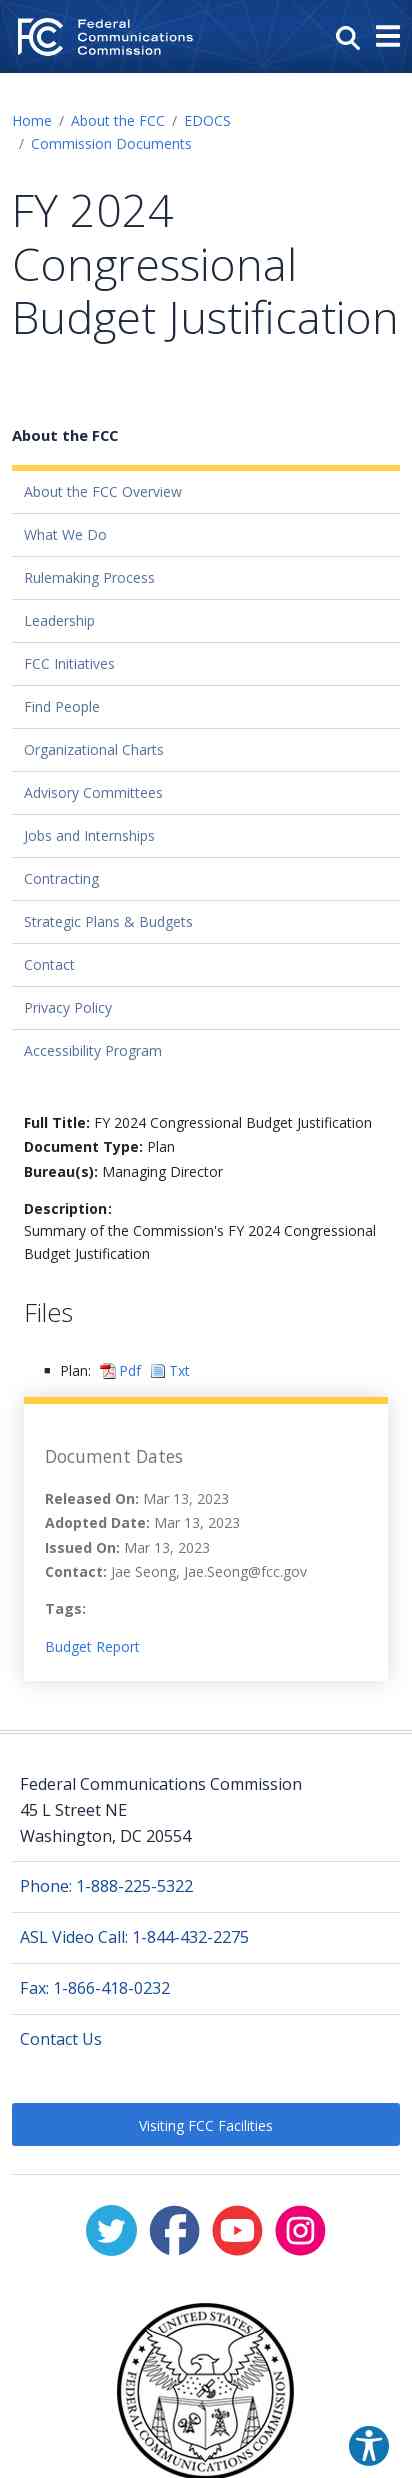 Federal
Communications
Commission
Home / About the FCC / EDOCS
/ Commission Documents
FY 2024
Congressional
Budget Justification
About the FCC
About the FCC Overview
What We Do
Rulemaking Process
Leadership
FCC Initiatives
Find People
Organizational Charts
Advisory Committees
Jobs and Internships
Contracting
Strategic Plans & Budgets
Contact
Privacy Policy
Accessibility Program
Full Title: FY 2024 Congressional Budget Justification
Document Type: Plan
Bureau(s): Managing Director
Description:
Summary of the Commission's FY 2024 Congressional
Budget Justification
Files
Plan: Pdf Txt
Document Dates
Released On: Mar 13, 2023
Adopted Date: Mar 13, 2023
Issued On: Mar 13, 2023
Contact: Jae Seong, Jae.Seong@fcc.gov
Tags:
Budget Report
Federal Communications Commission
45 L Street NE
Washington, DC 20554
Phone: 1-888-225-5322
ASL Video Call: 1-844-432-2275
Fax: 1-866-418-0232
Contact Us
Visiting FCC Facilities
UNITED STATES
FEDERAL COMMUNICATIONS COMMISSION